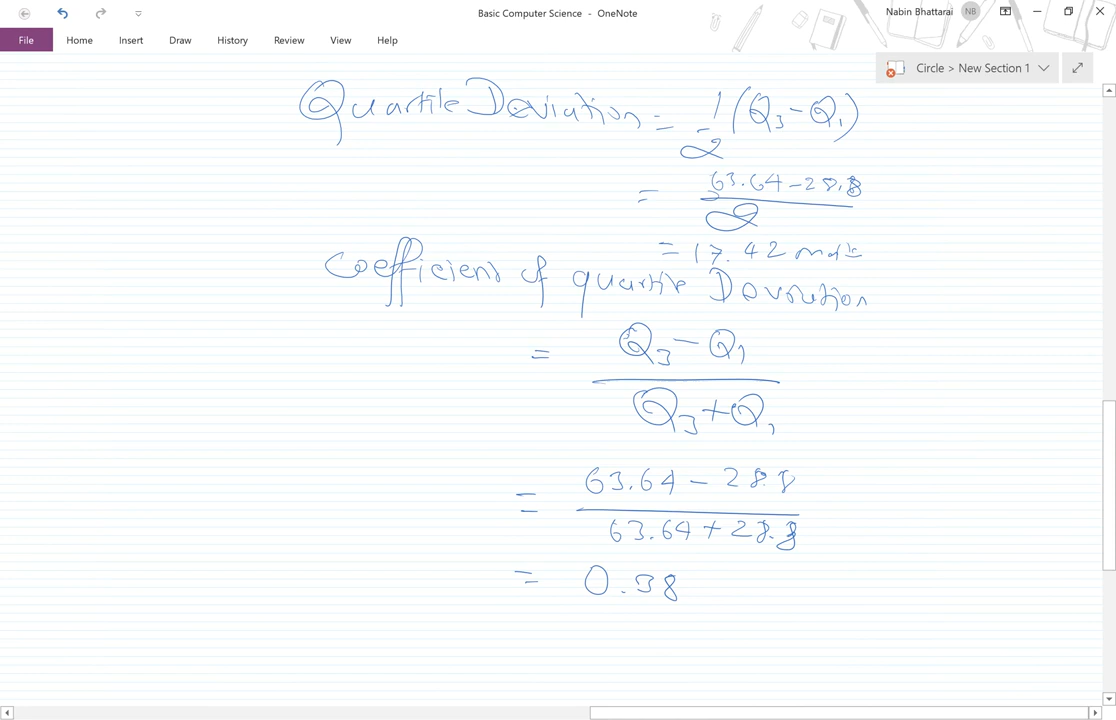 Basic Computer Science - OneNote
Nabin Bhattarai NB
File Home Insert Draw History Review View Help
Circle > New Section 1
Quartile Deviation = 1/2 (Q3 - Q1)
= 63.64 - 28.8 / 2
= 17.42
Coefficient of quartile Deviation
= Q3 - Q1 / Q3 + Q1
= 63.64 - 28.8 / 63.64 + 28.8
= 0.38